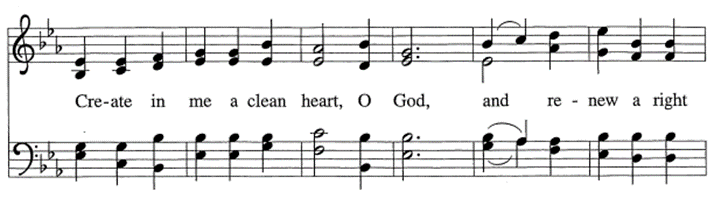 Cre-ate in me a clean heart, O God, and re - new a right